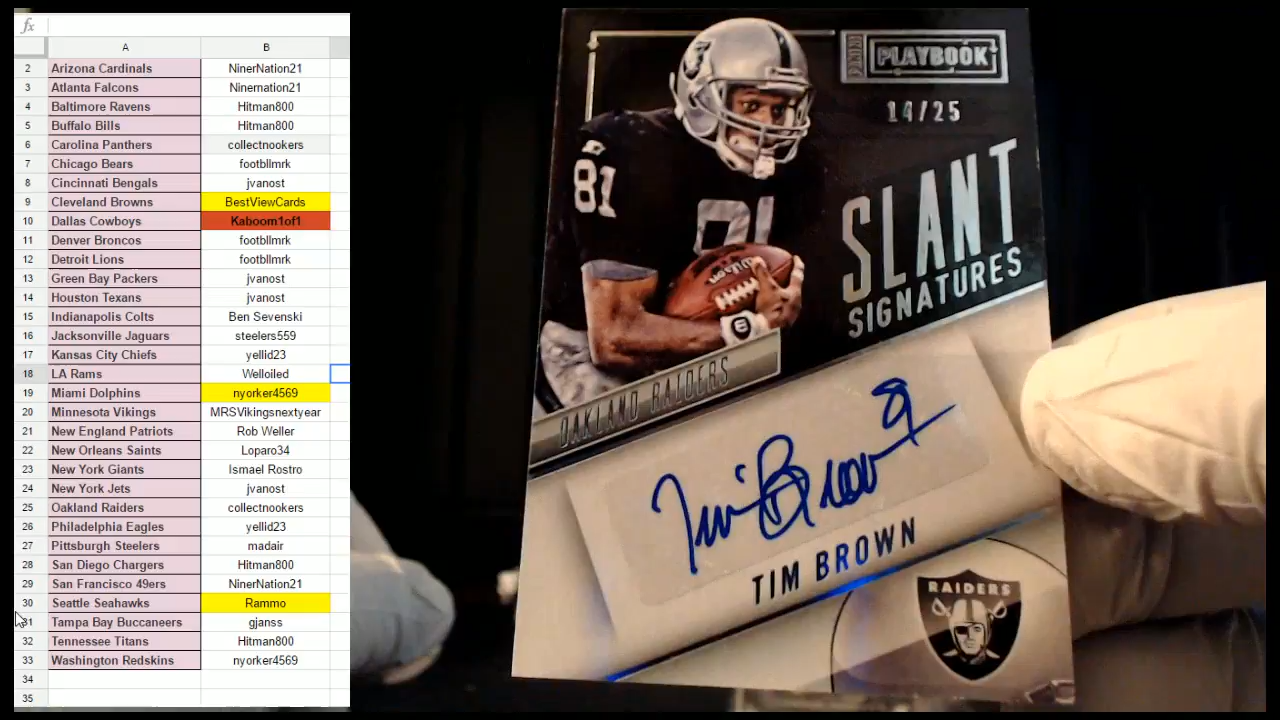 fx
A B
2 Arizona Cardinals NinerNation21
3 Atlanta Falcons Ninernation21
4 Baltimore Ravens Hitman800
5 Buffalo Bills Hitman800
6 Carolina Panthers collectnookers
7 Chicago Bears footbllmrk
8 Cincinnati Bengals jvanost
9 Cleveland Browns BestViewCards
10 Dallas Cowboys Kaboom1of1
11 Denver Broncos footbllmrk
12 Detroit Lions footbllmrk
13 Green Bay Packers jvanost
14 Houston Texans jvanost
15 Indianapolis Colts Ben Sevenski
16 Jacksonville Jaguars steelers559
17 Kansas City Chiefs yellid23
18 LA Rams Welloiled
19 Miami Dolphins nyorker4569
20 Minnesota Vikings MRSVikingsnextyear
21 New England Patriots Rob Weller
22 New Orleans Saints Loparo34
23 New York Giants Ismael Rostro
24 New York Jets jvanost
25 Oakland Raiders collectnookers
26 Philadelphia Eagles yellid23
27 Pittsburgh Steelers madair
28 San Diego Chargers Hitman800
29 San Francisco 49ers NinerNation21
30 Seattle Seahawks Rammo
31 Tampa Bay Buccaneers gjanss
32 Tennessee Titans Hitman800
33 Washington Redskins nyorker4569
34
35
PANINI PLAYBOOK
14/25
81
81
Wilson
SLANT
SIGNATURES
OAKLAND RAIDERS
Tim Brown 81
TIM BROWN
RAIDERS